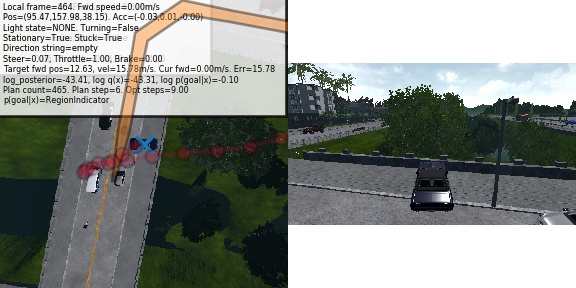 Local frame=464. Fwd speed=0.00m/s
Pos=(95.47,157.98,38.15). Acc=(-0.03,0.05,-0.00)
Light state=NONE. Turning=False
Stationary=True. Stuck=True
Direction string=empty
Steer=0.07, Throttle=1.00, Brake=0.00
Target fwd pos=12.63, vel=15.78m/s. Cur fwd=0.00m/s. Err=15.78
log_posterior=-43.41, log q(x)=-43.31, log p(goal|x)=-0.10
Plan count=465. Plan step=6. Opt steps=9.00
p(goal|x)=RegionIndicator